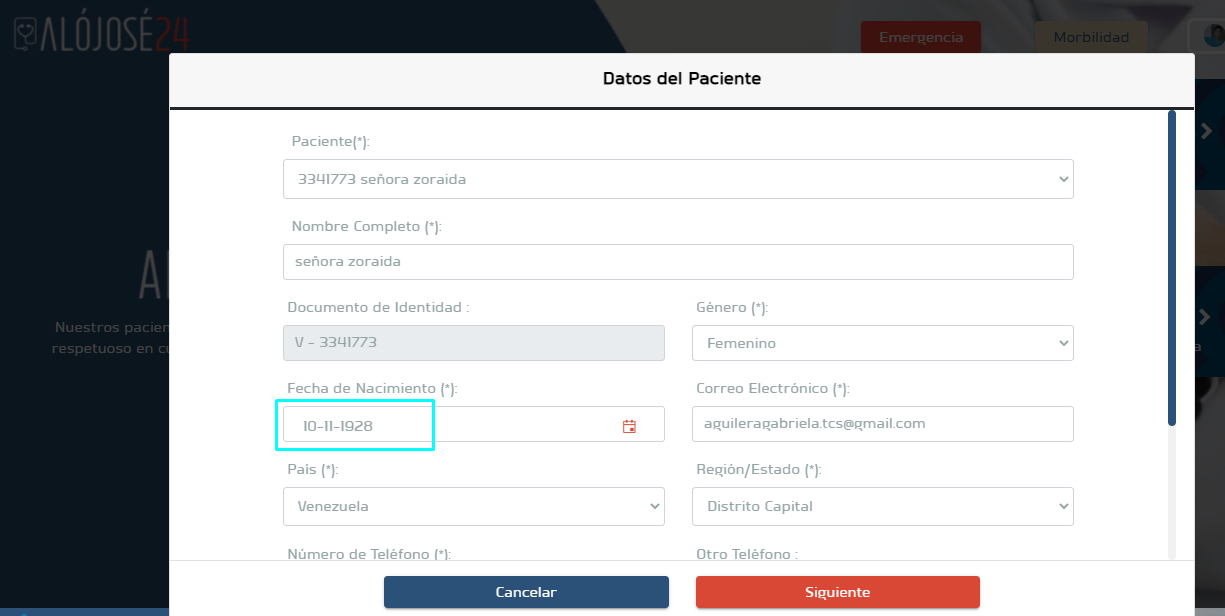 ALÓJOSÉ24
Emergencia
Morbilidad
Datos del Paciente
Paciente(*):
3341773 señora zoraida
Nombre Completo (*):
señora zoraida
Documento de Identidad :
Género (*):
V - 3341773
Femenino
Fecha de Nacimiento (*):
Correo Electrónico (*):
10-11-1928
aguileragabriela.tcs@gmail.com
País (*):
Región/Estado (*):
Venezuela
Distrito Capital
Número de Teléfono (*):
Otro Teléfono :
Cancelar
Siguiente
Nuestros pacien
respetuoso en cu